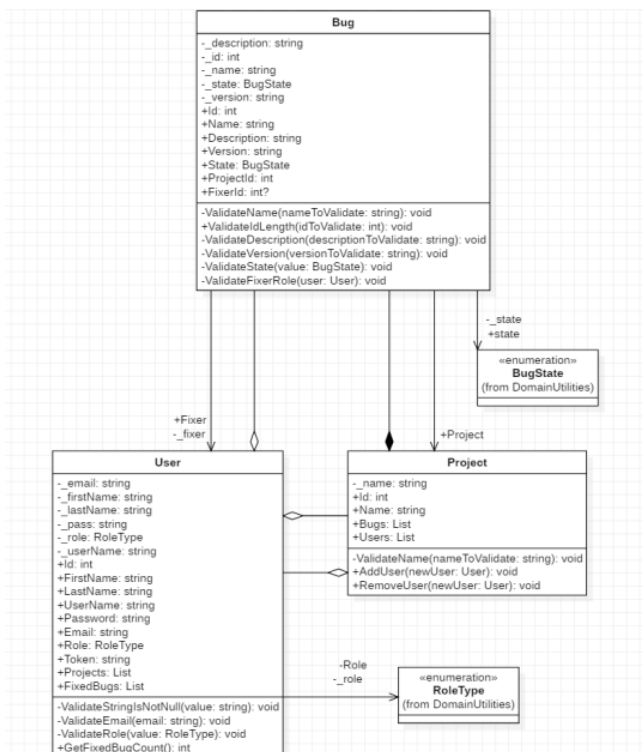 Bug
-_description: string
-_id: int
-_name: string
-_state: BugState
-_version: string
+Id: int
+Name: string
+Description: string
+Version: string
+State: BugState
+ProjectId: int
+FixerId: int?
-ValidateName(nameToValidate: string): void
+ValidateIdLength(idToValidate: int): void
-ValidateDescription(descriptionToValidate: string): void
-ValidateVersion(versionToValidate: string): void
-ValidateState(value: BugState): void
-ValidateFixerRole(user: User): void
-_state
+state
«enumeration»
BugState
(from DomainUtilities)
+Fixer
-_fixer
+Project
User
-_email: string
-_firstName: string
-_lastName: string
-_pass: string
-_role: RoleType
-_userName: string
+Id: int
+FirstName: string
+LastName: string
+UserName: string
+Password: string
+Email: string
+Role: RoleType
+Token: string
+Projects: List
+FixedBugs: List
-ValidateStringIsNotNull(value: string): void
-ValidateEmail(email: string): void
-ValidateRole(value: RoleType): void
+GetFixedBugCount(): int
Project
-_name: string
+Id: int
+Name: string
+Bugs: List
+Users: List
-ValidateName(nameToValidate: string): void
+AddUser(newUser: User): void
+RemoveUser(newUser: User): void
-Role
-_role
«enumeration»
RoleType
(from DomainUtilities)